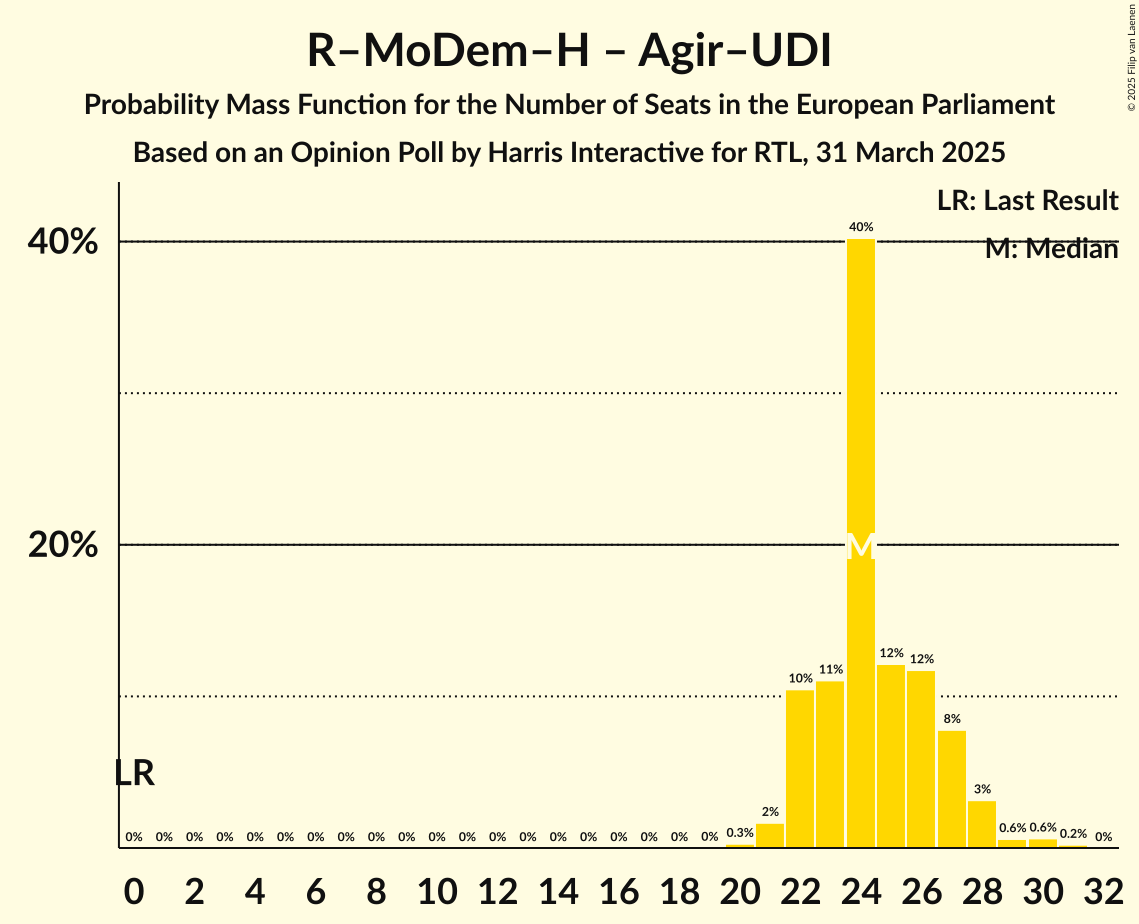 R–MoDem–H – Agir–UDI
Probability Mass Function for the Number of Seats in the European Parliament
Based on an Opinion Poll by Harris Interactive for RTL, 31 March 2025
© 2025 Filip van Laenen
LR: Last Result
M: Median
40%
20%
40%
M
12%
12%
11%
10%
8%
LR
3%
2%
0% 0% 0% 0% 0% 0% 0% 0% 0% 0% 0% 0% 0% 0% 0% 0% 0% 0% 0% 0% 0.3% 0.6% 0.6% 0.2% 0%
0 2 4 6 8 10 12 14 16 18 20 22 24 26 28 30 32